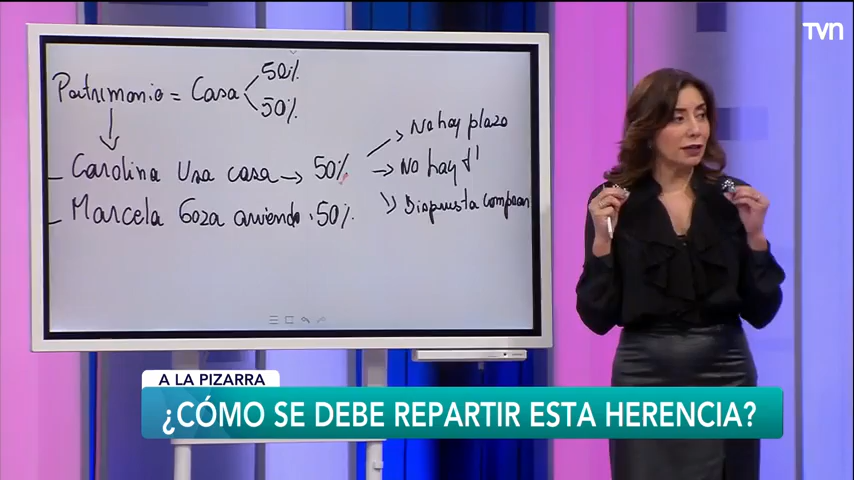 TVN
50%
Patrimonio = Casa
50%
Carolina Usa casa → 50%
Marcela Goza arriendo 50%
No hay plazo
No hay
Dispuesta
A LA PIZARRA
¿CÓMO SE DEBE REPARTIR ESTA HERENCIA?